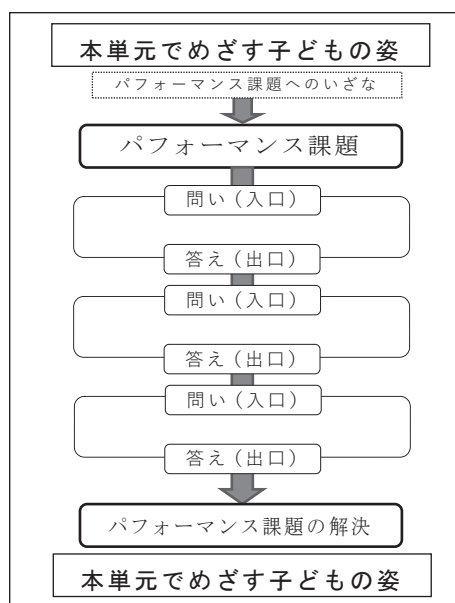 本単元でめざす子どもの姿
パフォーマンス課題へのいざな
パフォーマンス課題
問い(入口)
答え(出口)
問い(入口)
答え(出口)
問い(入口)
答え(出口)
パフォーマンス課題の解決
本単元でめざす子どもの姿